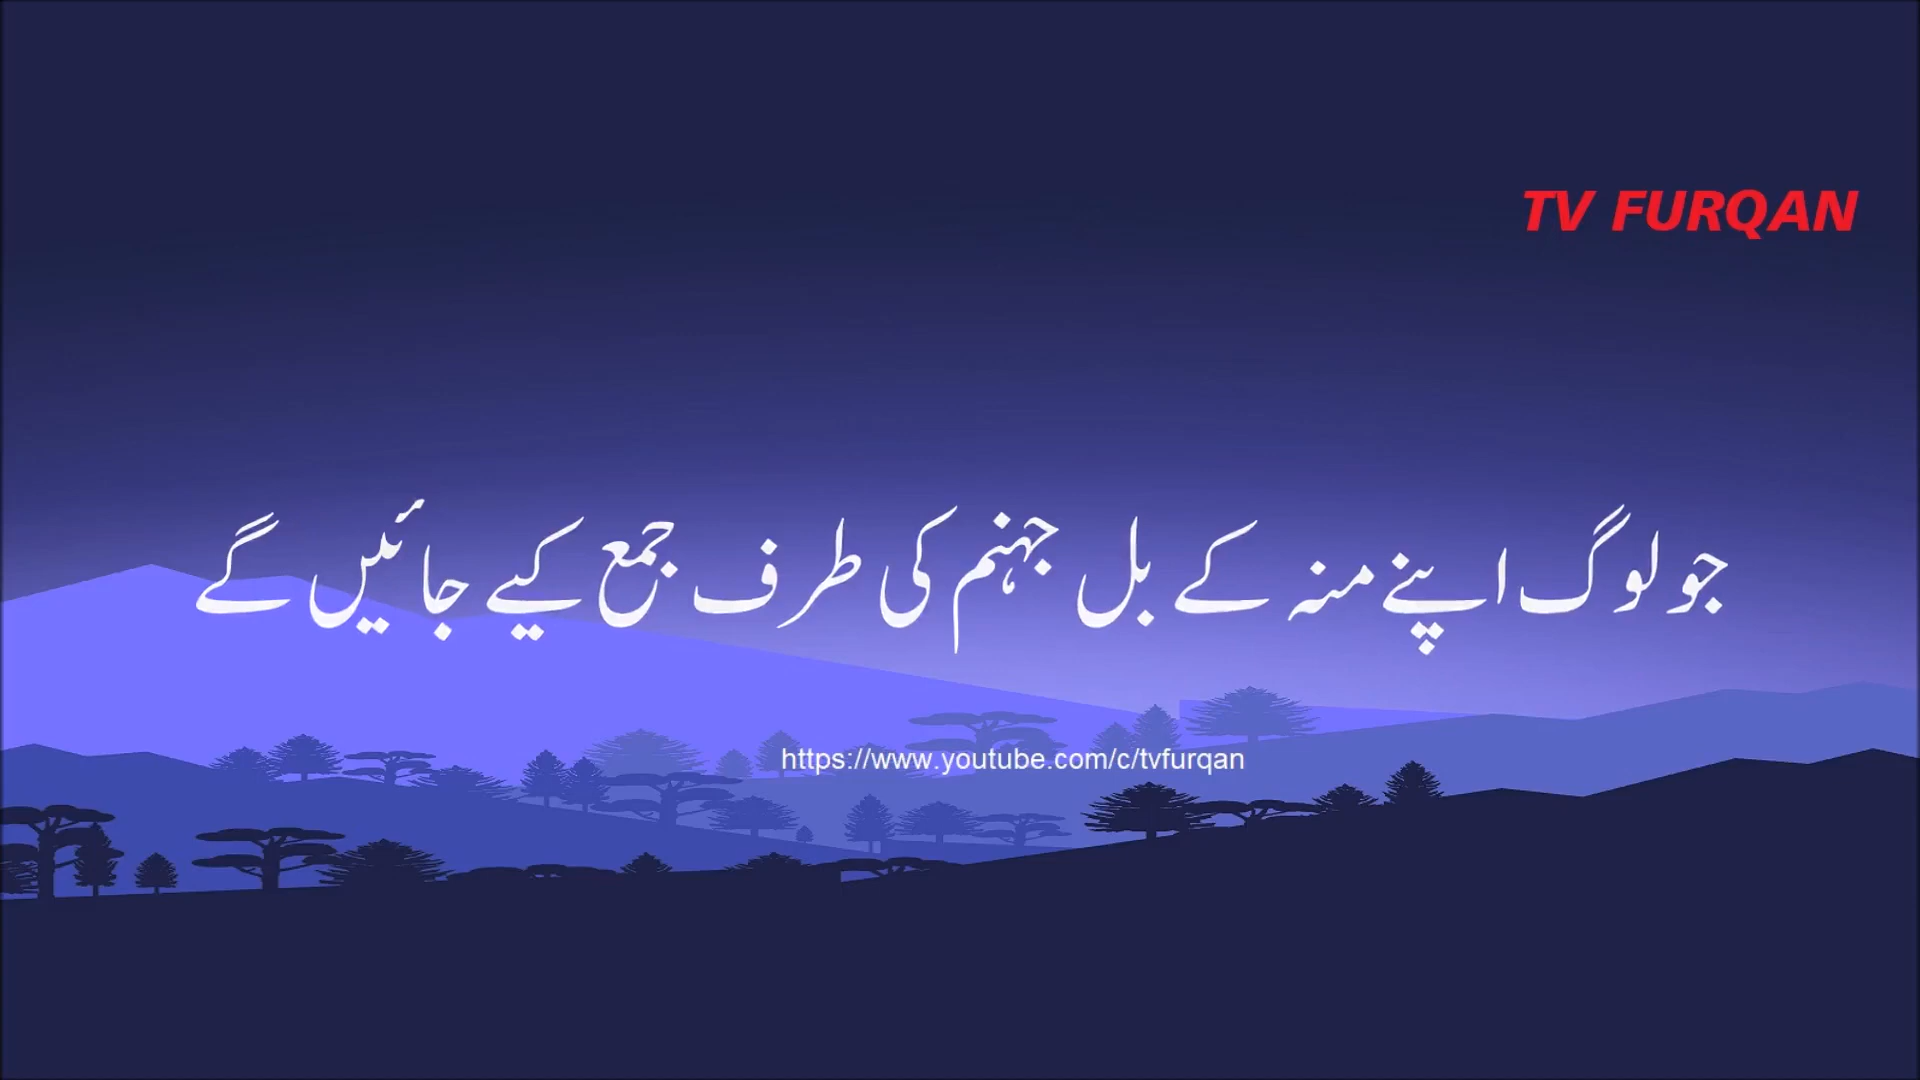 TV FURQAN
جو لوگ اپنے منہ کے بل جہنم کی طرف جمع کیے جائیں گے
https://www.youtube.com/c/tvfurqan